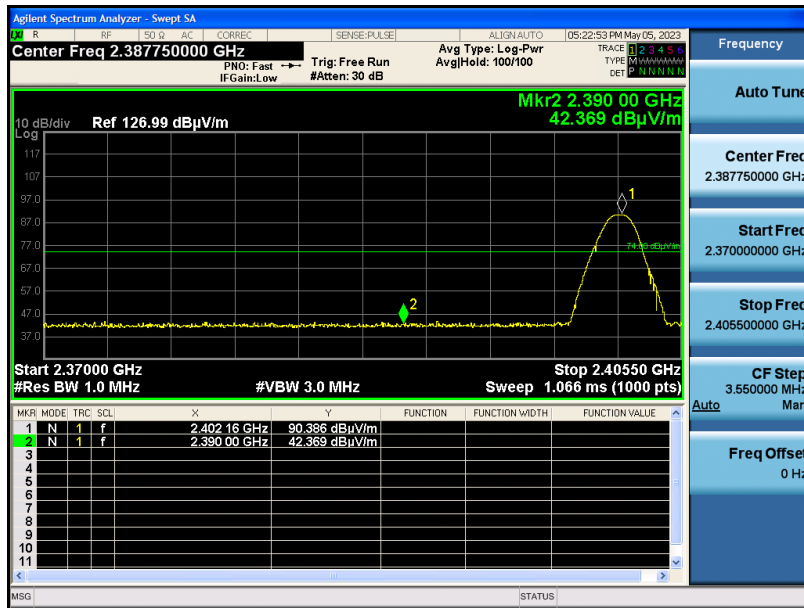 Agilent Spectrum Analyzer - Swept SA
LXI R RF 50 Ω AC CORREC SENSE:PULSE ALIGN AUTO 05:22:53 PM May 05, 2023
Center Freq 2.387750000 GHz
PNO: Fast
IFGain:Low
Trig: Free Run
#Atten: 30 dB
Avg Type: Log-Pwr
Avg|Hold: 100/100
TRACE 1 2 3 4 5 6
TYPE M WWWWW
DET P N N N N N
Mkr2 2.390 00 GHz
42.369 dBµV/m
10 dB/div Ref 126.99 dBµV/m
Log
117
107
97.0
87.0
77.0
67.0
57.0
47.0
37.0
1
74.00 dBµV/m
2
Start 2.37000 GHz Stop 2.40550 GHz
#Res BW 1.0 MHz #VBW 3.0 MHz Sweep 1.066 ms (1000 pts)
MKR MODE TRC SCL X Y FUNCTION FUNCTION WIDTH FUNCTION VALUE
1 N 1 f 2.402 16 GHz 90.386 dBµV/m
2 N 1 f 2.390 00 GHz 42.369 dBµV/m
3
4
5
6
7
8
9
10
11
MSG STATUS
Frequency
Auto Tune
Center Freq
2.387750000 GHz
Start Freq
2.370000000 GHz
Stop Freq
2.405500000 GHz
CF Step
3.550000 MHz
Auto Man
Freq Offset
0 Hz